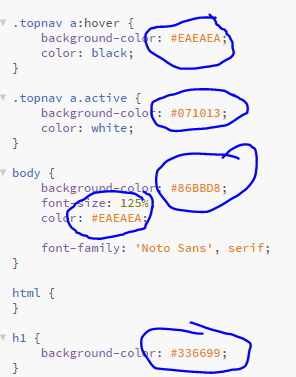 .topnav a:hover {
background-color: #EAEAEA;
color: black;
}
.topnav a.active {
background-color: #071013;
color: white;
}
body {
background-color: #86BBD8;
font-size: 125%
color: #EAEAEA;
font-family: 'Noto Sans', serif;
}
html {
}
h1 {
background-color: #336699;
}